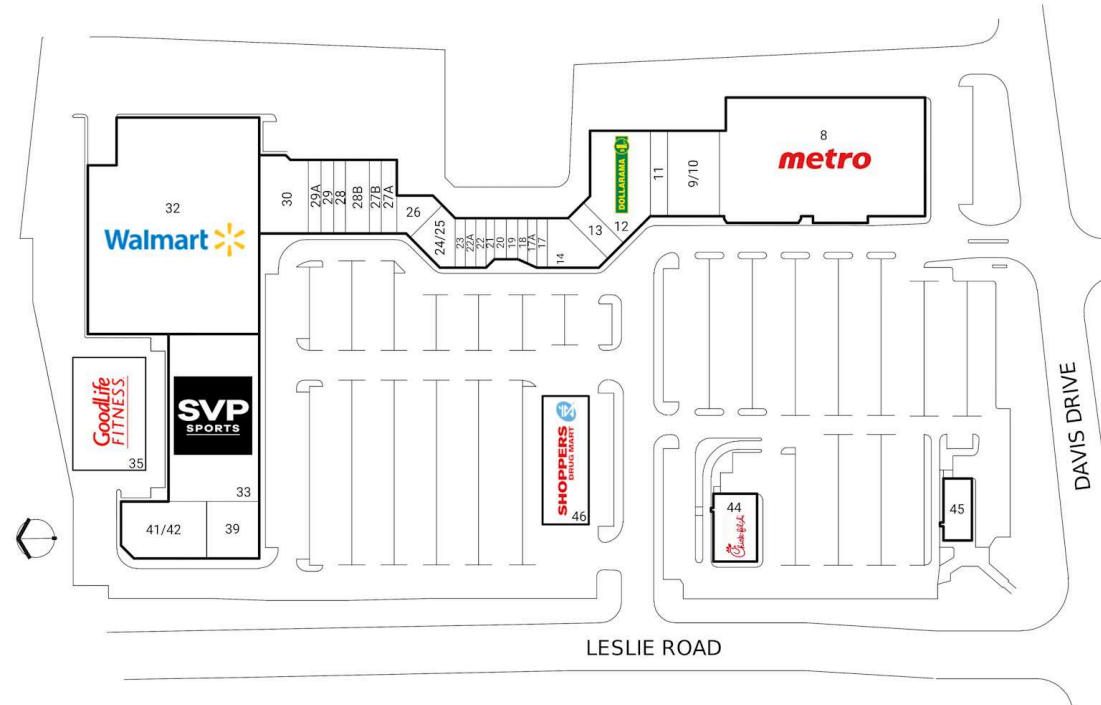 8
metro
DOLLARAMA
11
9/10
12
13
32
Walmart
30
29A
29
28
28B
27B
27A
26
24/25
23
22A
22
21
20
19
18
17A
17
14
GoodLife
FITNESS
35
SVP
SPORTS
33
41/42
39
SHOPPERS
DRUG MART
46
44
Chick-fil-A
45
DAVIS DRIVE
LESLIE ROAD